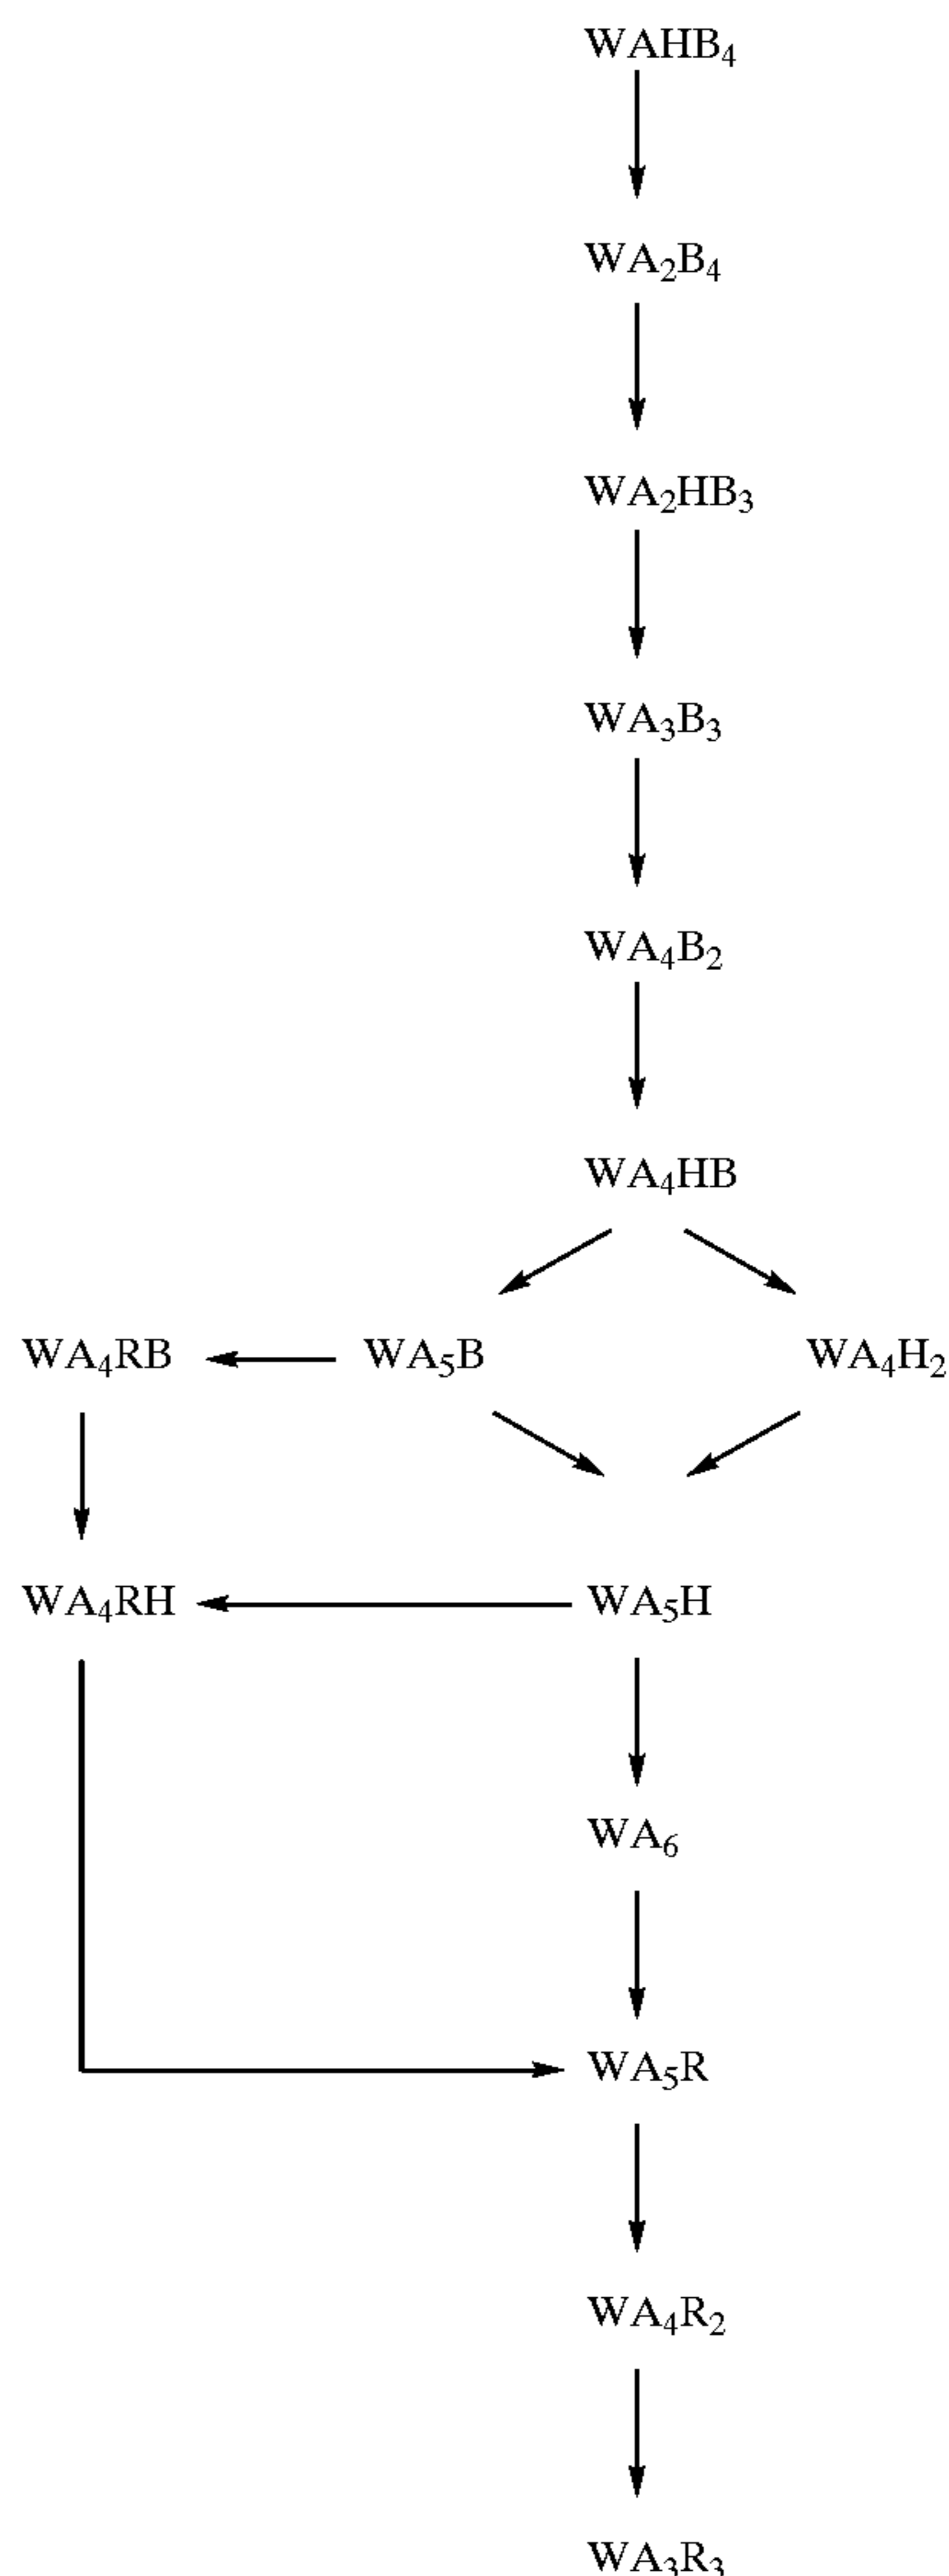 WAHB₄
WA₂B₄
WA₂HB₃
WA₃B₃
WA₄B₂
WA₄HB
WA₄RB WA₅B WA₄H₂
WA₄RH WA₅H
WA₆
WA₅R
WA₄R₂
WA₃R₃